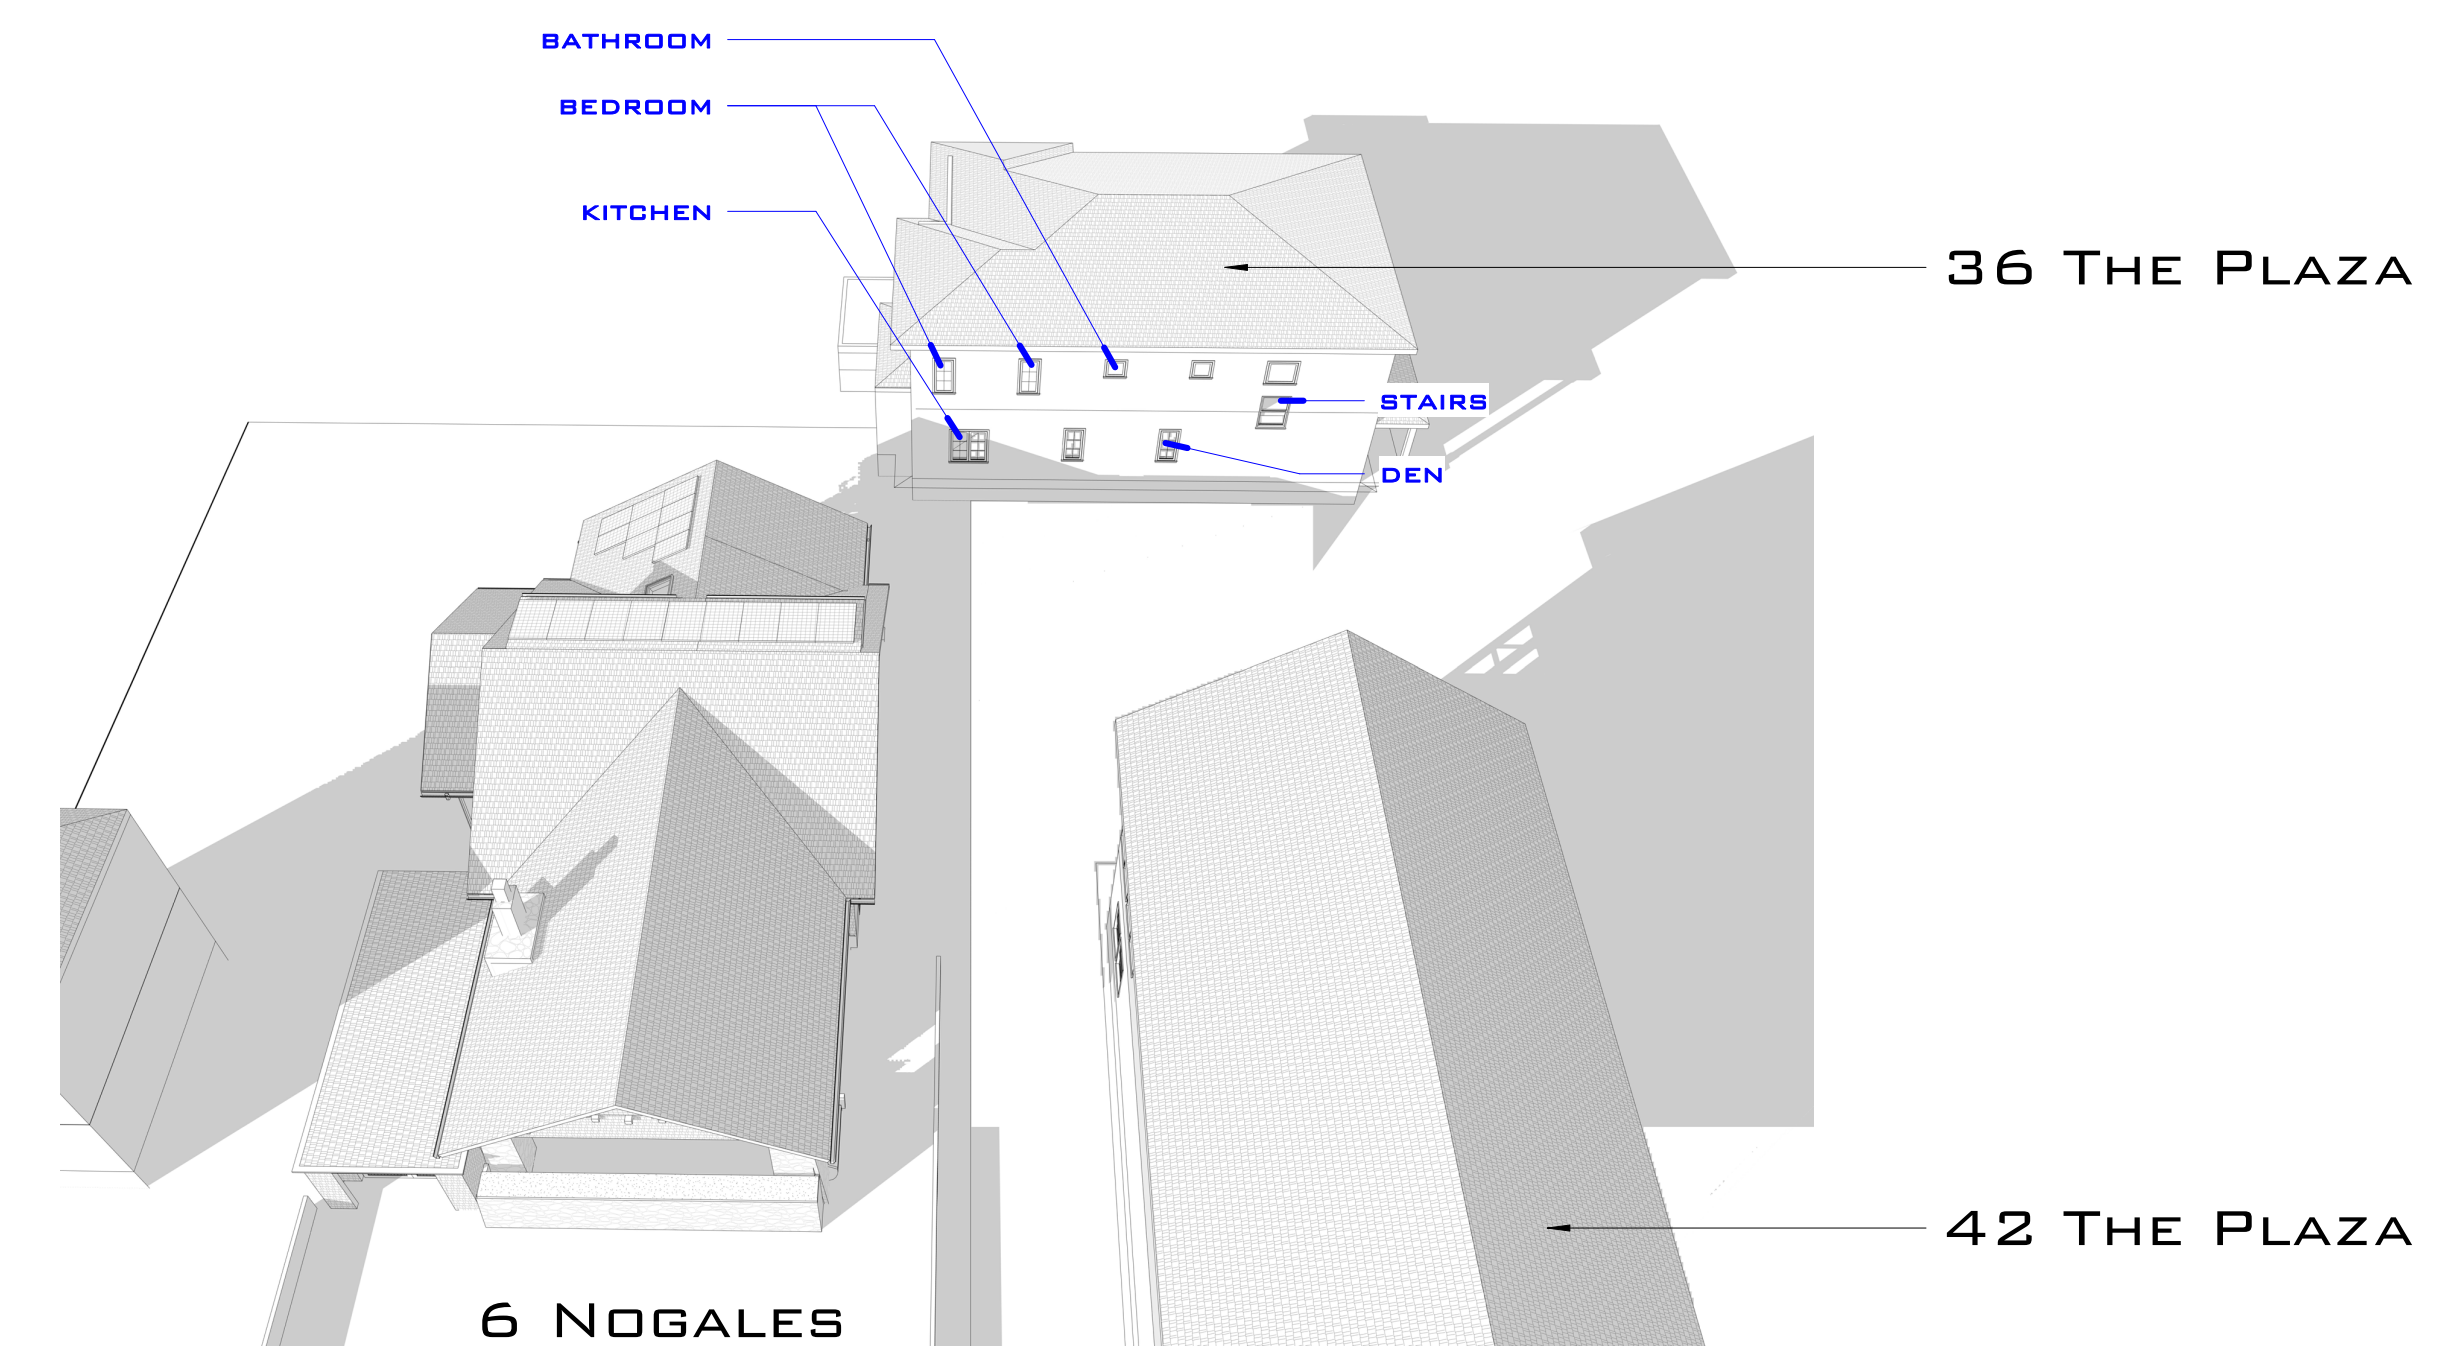 BATHROOM
BEDROOM
KITCHEN
36 THE PLAZA
STAIRS
DEN
42 THE PLAZA
6 NOGALES